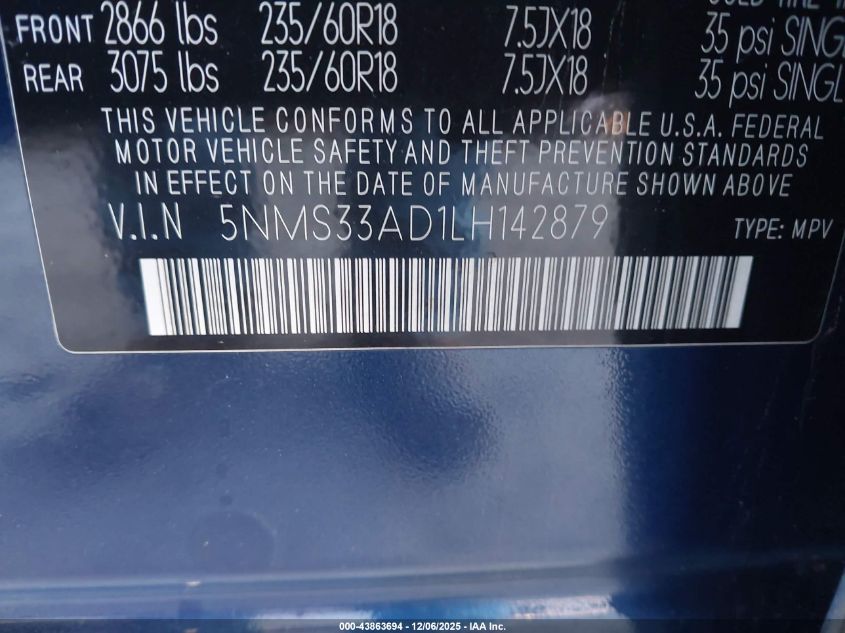 FRONT 2866 lbs 235/60R18 7.5JX18 35 psi SINGL
REAR 3075 lbs 235/60R18 7.5JX18 35 psi SINGL
THIS VEHICLE CONFORMS TO ALL APPLICABLE U.S.A. FEDERAL
MOTOR VEHICLE SAFETY AND THEFT PREVENTION STANDARDS
IN EFFECT ON THE DATE OF MANUFACTURE SHOWN ABOVE
V.I.N 5NMS33AD1LH142879 TYPE: MPV
000-43863694 - 12/06/2025 - IAA Inc.